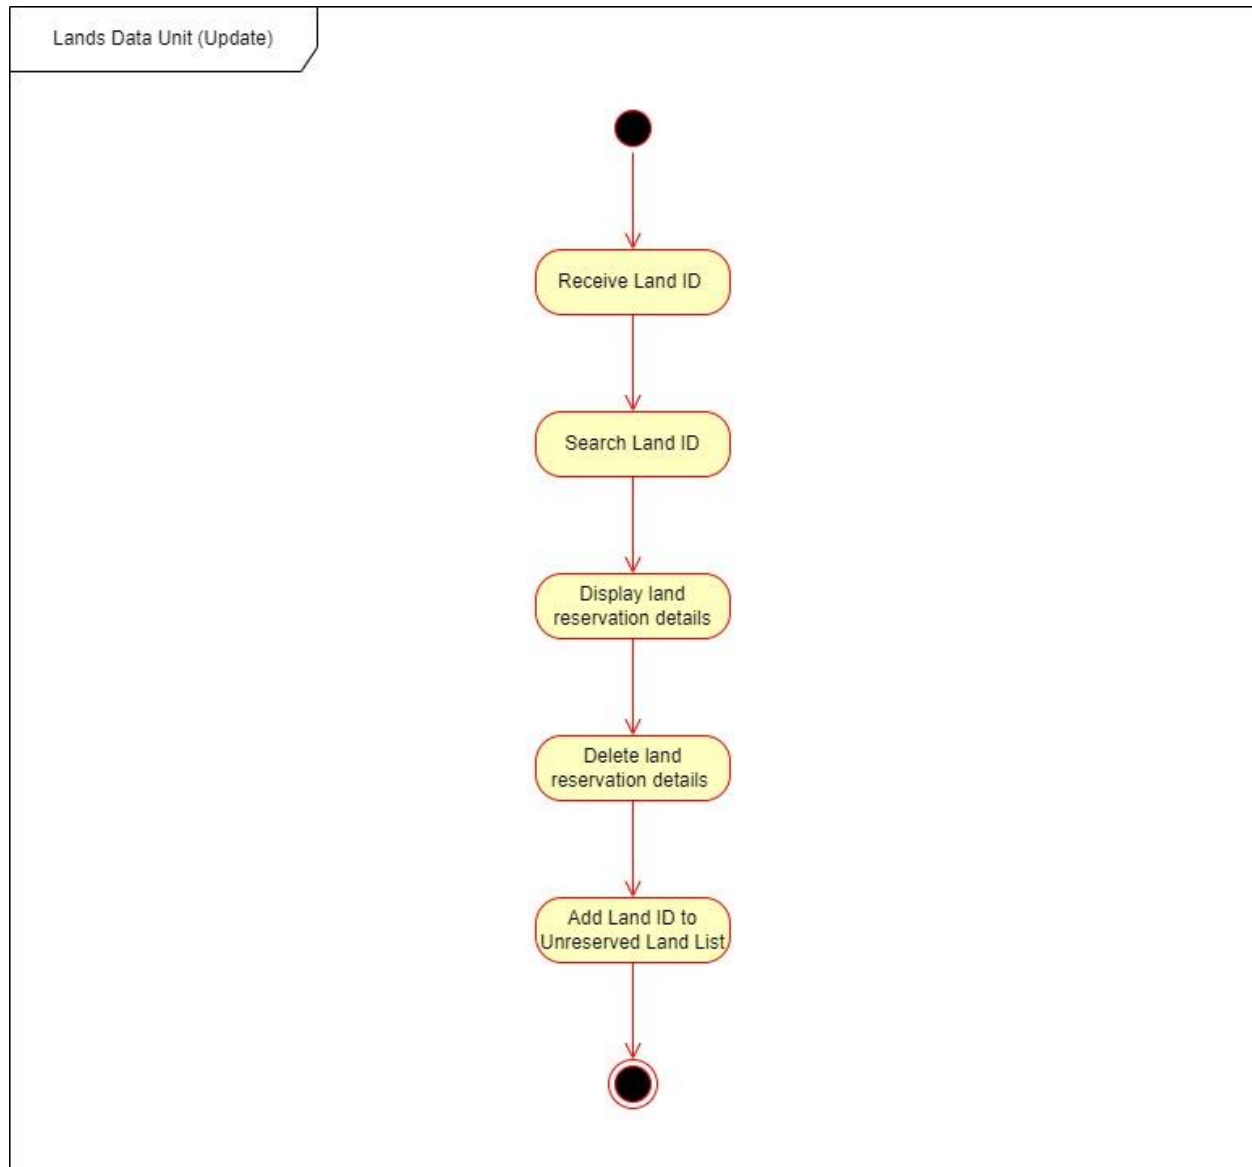 Lands Data Unit (Update)
Receive Land ID
Search Land ID
Display land
reservation details
Delete land
reservation details
Add Land ID to
Unreserved Land List